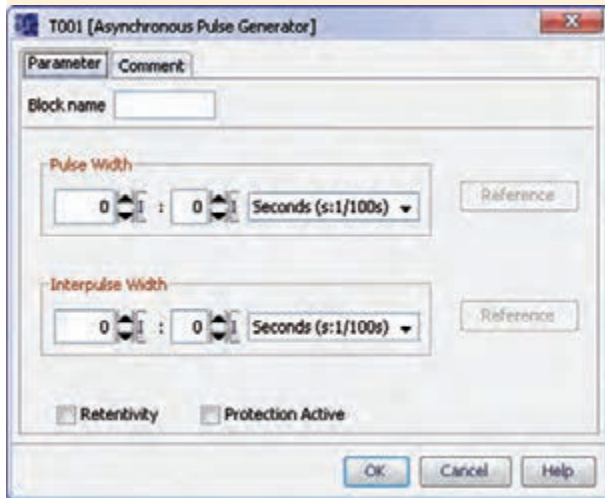 T001 [Asynchronous Pulse Generator]
Parameter Comment
Block name
Pulse Width
0 : 0 Seconds (s:1/100s) Reference
Interpulse Width
0 : 0 Seconds (s:1/100s) Reference
Retentivity Protection Active
OK Cancel Help